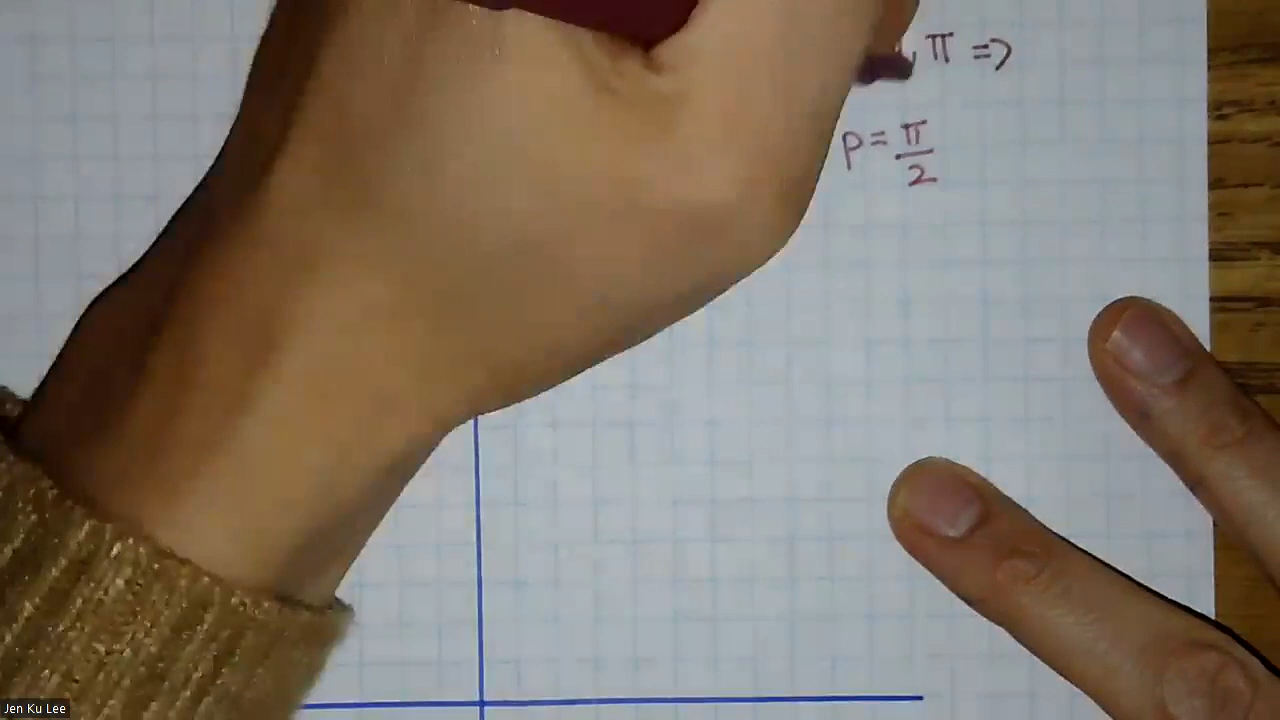 , π =>
p = π/2
Jen Ku Lee